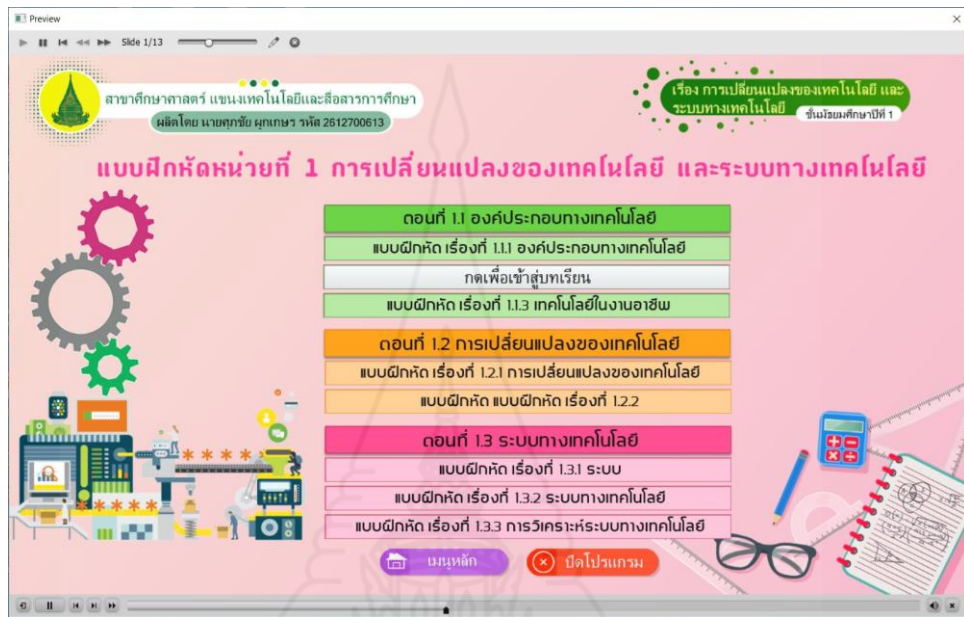 Preview
Slide 1/13
สาขาศึกษาศาสตร์ แขนงเทคโนโลยีและสื่อสารการศึกษา
ผลิตโดย นายศุภชัย ผูกเกษร รหัส 2612700613
เรื่อง การเปลี่ยนแปลงของเทคโนโลยี และ
ระบบทางเทคโนโลยี ชั้นมัธยมศึกษาปีที่ 1
แบบฝึกหัดหน่วยที่ 1 การเปลี่ยนแปลงของเทคโนโลยี และระบบทางเทคโนโลยี
ตอนที่ 1.1 องค์ประกอบทางเทคโนโลยี
แบบฝึกหัด เรื่องที่ 1.1.1 องค์ประกอบทางเทคโนโลยี
กดเพื่อเข้าสู่บทเรียน
แบบฝึกหัด เรื่องที่ 1.1.3 เทคโนโลยีในงานอาชีพ
ตอนที่ 1.2 การเปลี่ยนแปลงของเทคโนโลยี
แบบฝึกหัด เรื่องที่ 1.2.1 การเปลี่ยนแปลงของเทคโนโลยี
แบบฝึกหัด แบบฝึกหัด เรื่องที่ 1.2.2
ตอนที่ 1.3 ระบบทางเทคโนโลยี
แบบฝึกหัด เรื่องที่ 1.3.1 ระบบ
แบบฝึกหัด เรื่องที่ 1.3.2 ระบบทางเทคโนโลยี
แบบฝึกหัด เรื่องที่ 1.3.3 การวิเคราะห์ระบบทางเทคโนโลยี
เมนูหลัก
ปิดโปรแกรม